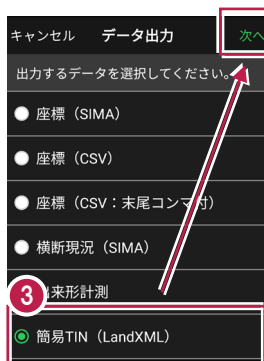 キャンセル データ出力 次へ
出力するデータを選択してください。
座標（SIMA）
座標（CSV）
座標（CSV：末尾コンマ付）
横断現況（SIMA）
3 出来形計測
簡易TIN（LandXML）